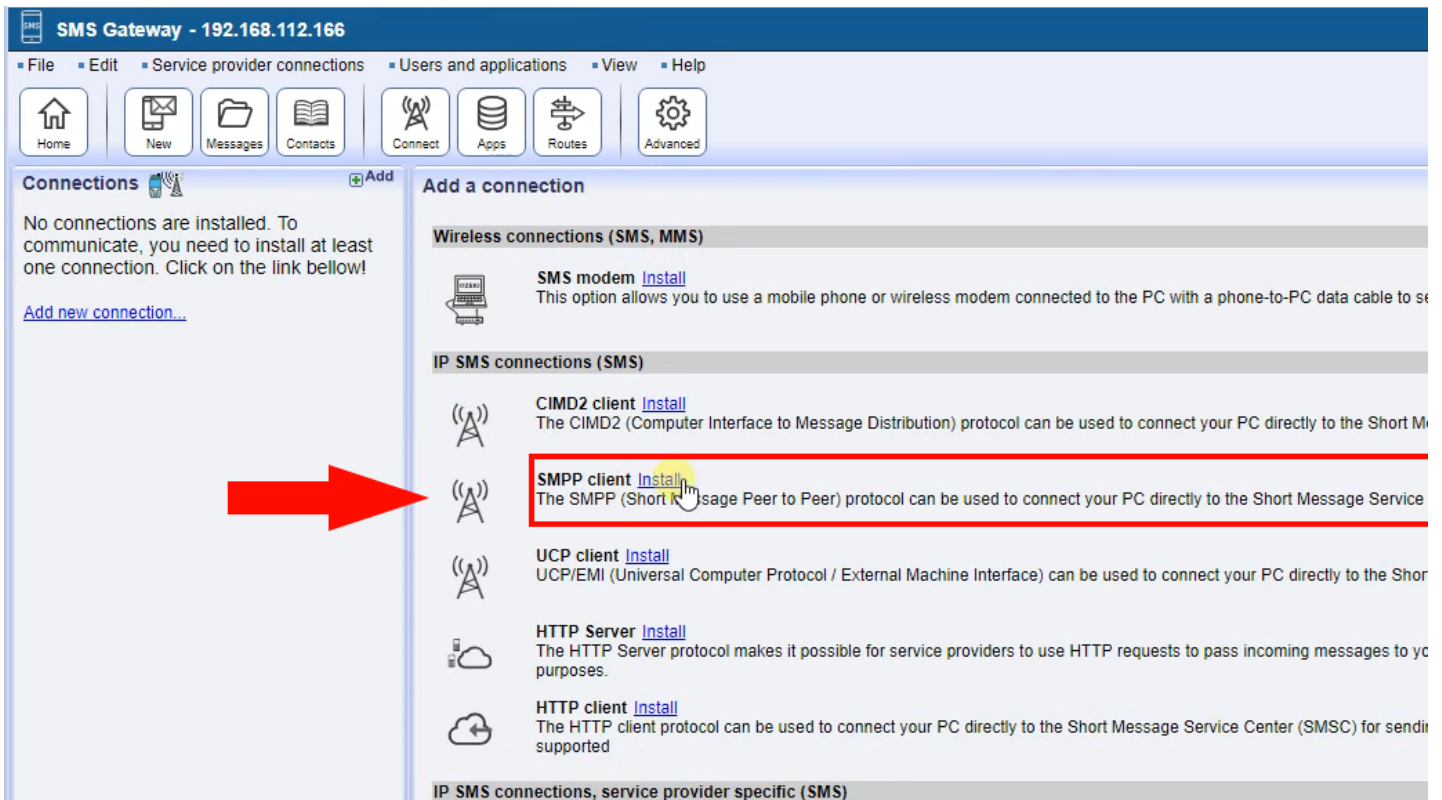 SMS
SMS Gateway - 192.168.112.166
File Edit Service provider connections Users and applications View Help
Home New Messages Contacts Connect Apps Routes Advanced
Connections Add
No connections are installed. To
communicate, you need to install at least
one connection. Click on the link bellow!
Add new connection...
Add a connection
Wireless connections (SMS, MMS)
SMS modem Install
OZEKI
This option allows you to use a mobile phone or wireless modem connected to the PC with a phone-to-PC data cable to se
IP SMS connections (SMS)
CIMD2 client Install
The CIMD2 (Computer Interface to Message Distribution) protocol can be used to connect your PC directly to the Short M
SMPP client Install
The SMPP (Short Message Peer to Peer) protocol can be used to connect your PC directly to the Short Message Service
UCP client Install
UCP/EMI (Universal Computer Protocol / External Machine Interface) can be used to connect your PC directly to the Shor
HTTP Server Install
The HTTP Server protocol makes it possible for service providers to use HTTP requests to pass incoming messages to yo
purposes.
HTTP client Install
The HTTP client protocol can be used to connect your PC directly to the Short Message Service Center (SMSC) for sendi
supported
IP SMS connections, service provider specific (SMS)